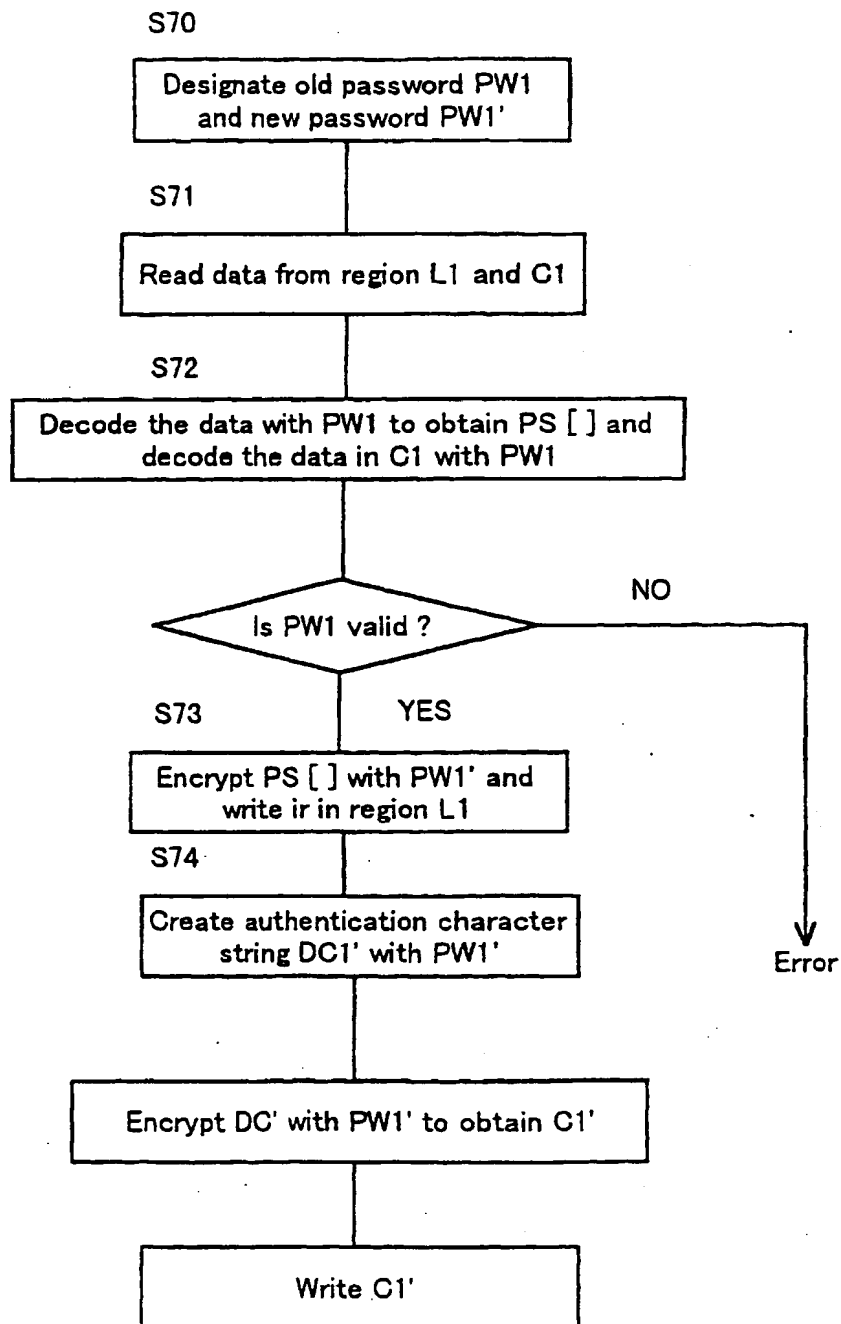 S70
Designate old password PW1
and new password PW1'
S71
Read data from region L1 and C1
S72
Decode the data with PW1 to obtain PS [ ] and
decode the data in C1 with PW1
Is PW1 valid ?
NO
S73
YES
Encrypt PS [ ] with PW1' and
write ir in region L1
S74
Create authentication character
string DC1' with PW1'
Error
Encrypt DC' with PW1' to obtain C1'
Write C1'